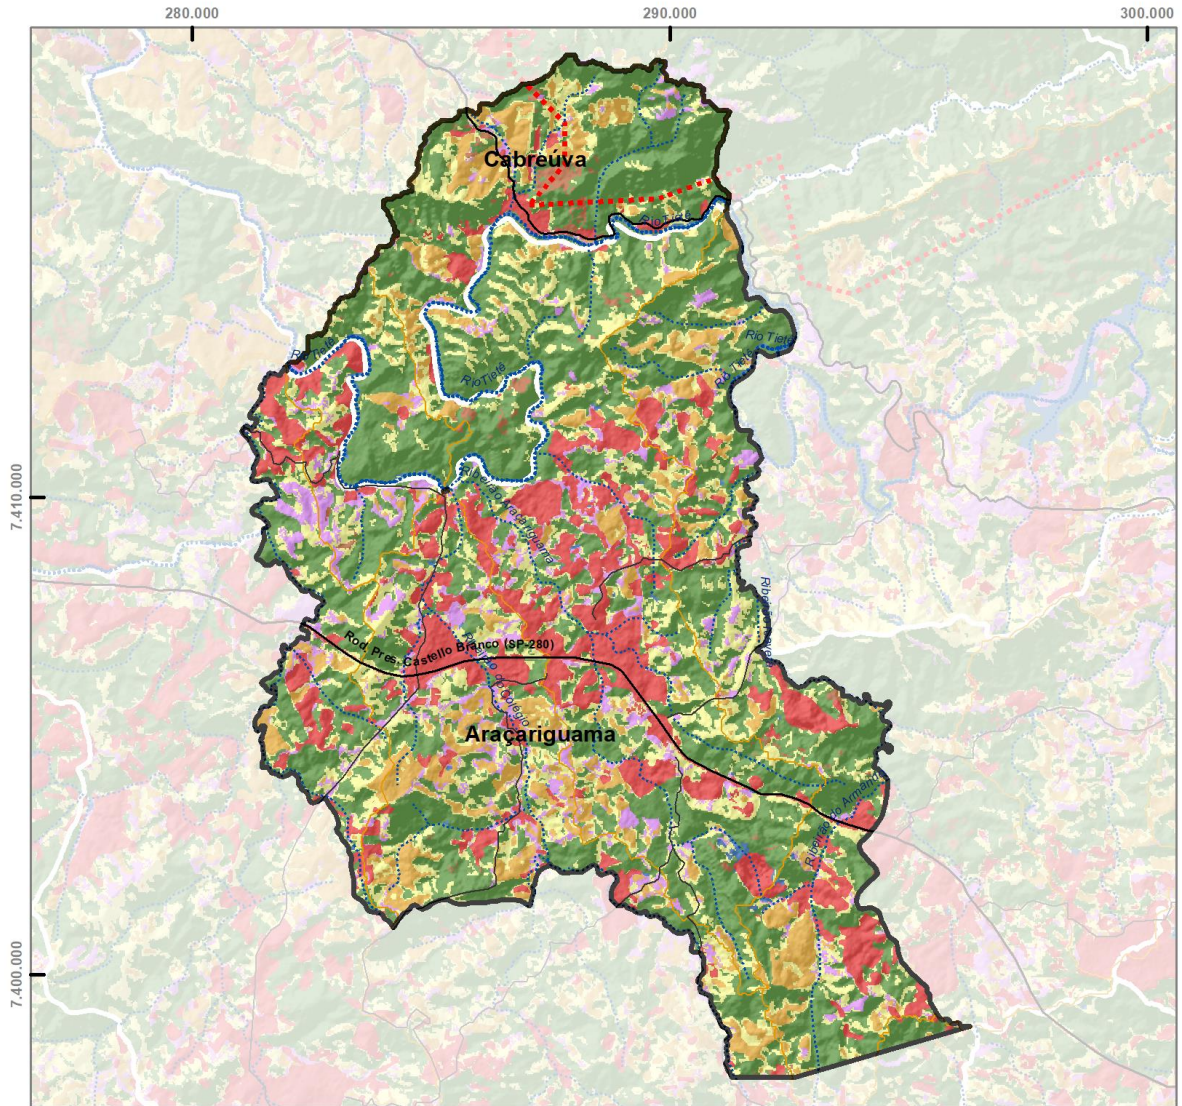 280.000
290.000
300.000
Cabreúva
Rio Tietê
Rio Tietê
Rio Tietê
Rio Tietê
Rio Tietê
7.410.000
Rod. Pres. Castello Branco (SP-280)
Araçariguama
7.400.000